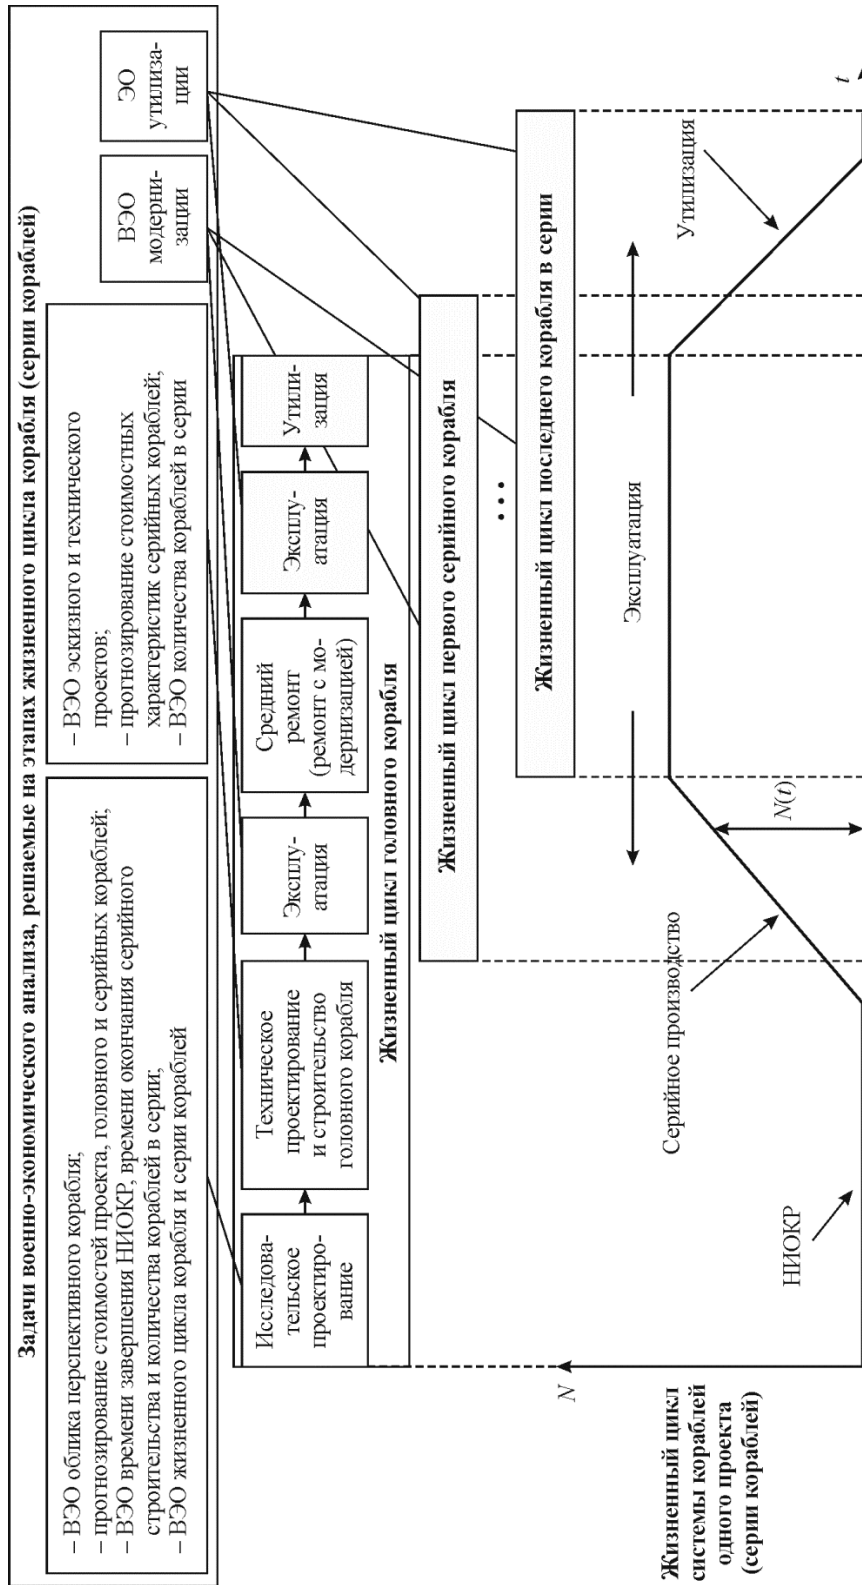 Задачи военно-экономического анализа, решаемые на этапах жизненного цикла корабля (серии кораблей)
– ВЭО облика перспективного корабля;
– прогнозирование стоимостей проекта, головного и серийных кораблей;
– ВЭО времени завершения НИОКР, времени окончания серийного
строительства и количества кораблей в серии;
– ВЭО жизненного цикла корабля и серии кораблей
– ВЭО эскизного и технического
проектов;
– прогнозирование стоимостных
характеристик серийных кораблей;
– ВЭО количества кораблей в серии
ВЭО
модерни-
зации
ЭО
утилиза-
ции
Исследова-
тельское
проектиро-
вание
Техническое
проектирование
и строительство
головного корабля
Эксплу-
атация
Средний
ремонт
(ремонт с мо-
дернизацией)
Эксплу-
атация
Утили-
зация
Жизненный цикл головного корабля
Жизненный цикл первого серийного корабля
...
Жизненный цикл последнего корабля в серии
N
Жизненный цикл
системы кораблей
одного проекта
(серии кораблей)
НИОКР
Серийное производство
N(t)
Эксплуатация
Утилизация
t